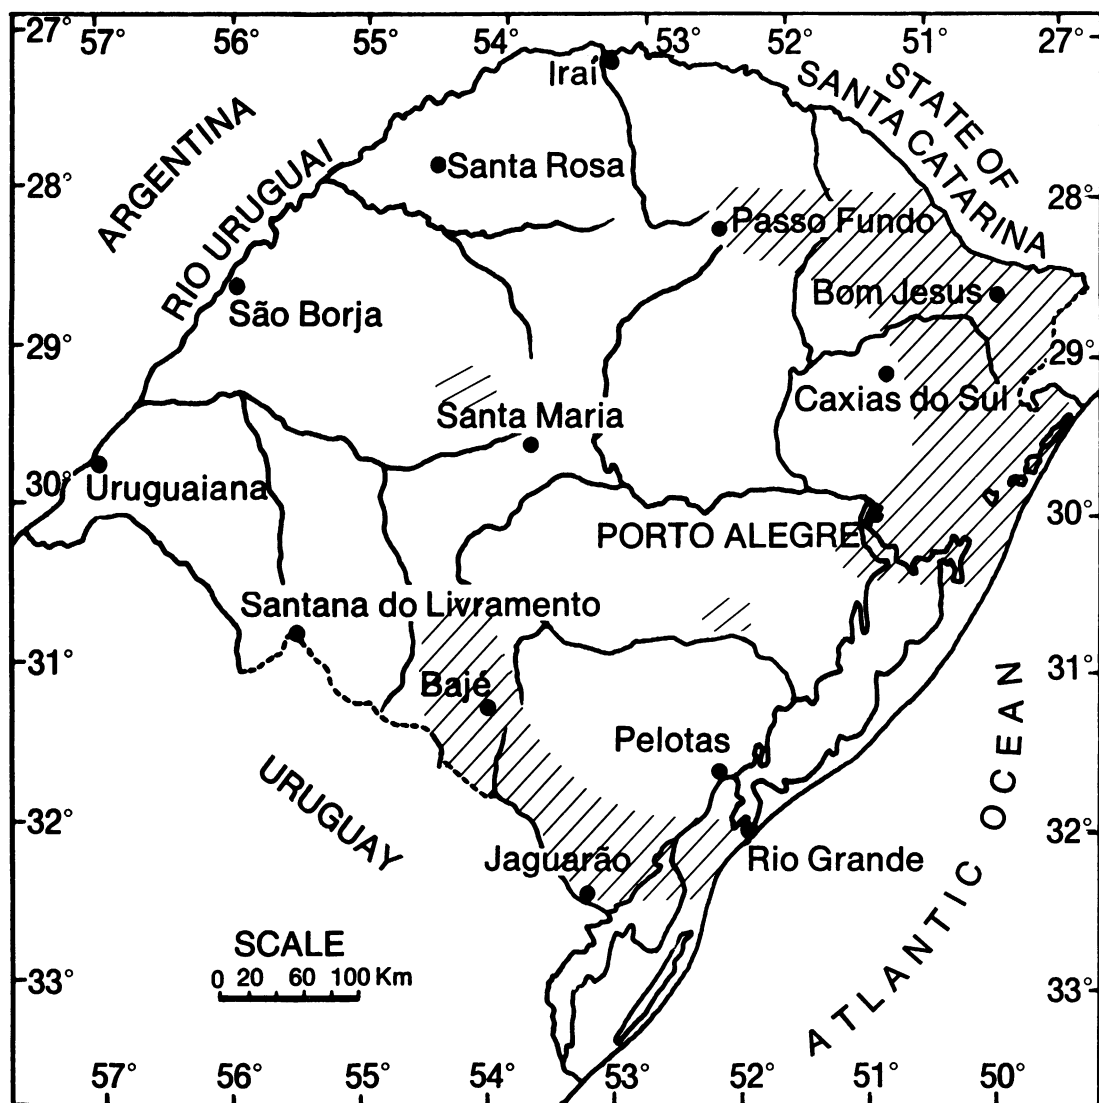 27°
57°
56°
55°
54°
53°
52°
51°
27°
Iraí
STATE OF
SANTA CATARINA
ARGENTINA
RIO URUGUAI
Santa Rosa
28°
28°
Passo Fundo
São Borja
Bom Jesus
29°
29°
Caxias do Sul
Santa Maria
30°
Uruguaiana
30°
PORTO ALEGRE
Santana do Livramento
31°
31°
Bajé
Pelotas
URUGUAY
ATLANTIC OCEAN
32°
32°
Jaguarão
Rio Grande
SCALE
0 20 60 100 Km
33°
33°
57°
56°
55°
54°
53°
52°
51°
50°